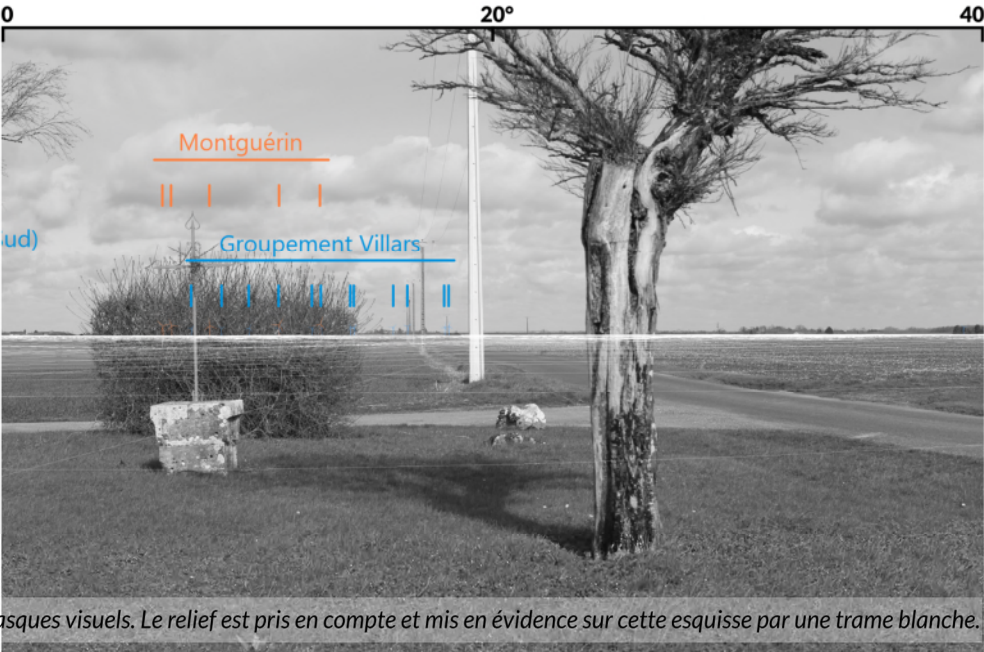 0 20° 40
Montguérin
ud)
Groupement Villars
asques visuels. Le relief est pris en compte et mis en évidence sur cette esquisse par une trame blanche.